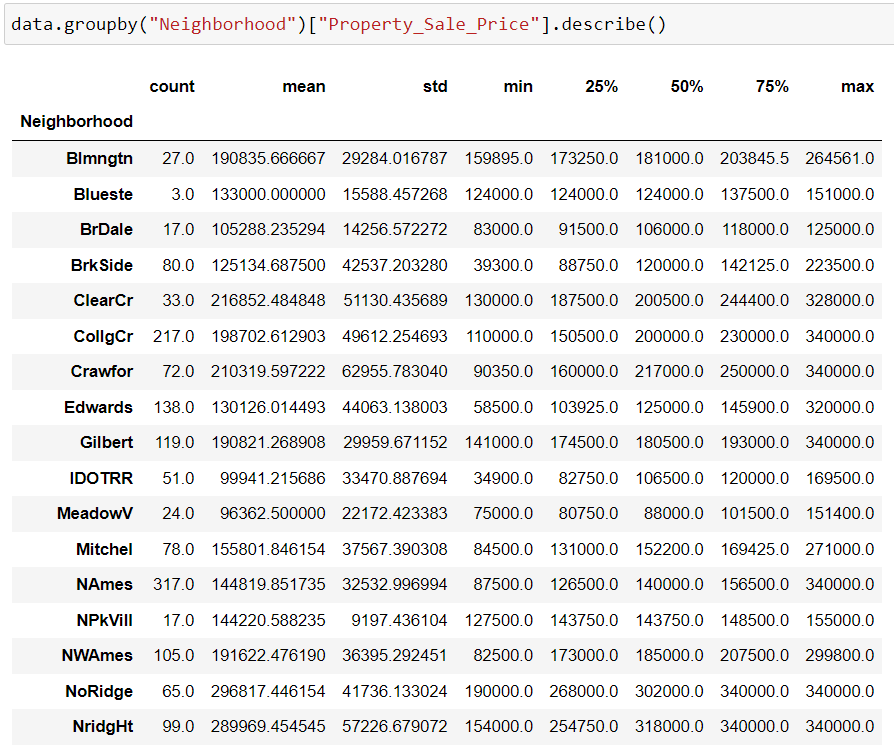 data.groupby("Neighborhood")["Property_Sale_Price"].describe()
count mean std min 25% 50% 75% max
Neighborhood
Blmngtn 27.0 190835.666667 29284.016787 159895.0 173250.0 181000.0 203845.5 264561.0
Blueste 3.0 133000.000000 15588.457268 124000.0 124000.0 124000.0 137500.0 151000.0
BrDale 17.0 105288.235294 14256.572272 83000.0 91500.0 106000.0 118000.0 125000.0
BrkSide 80.0 125134.687500 42537.203280 39300.0 88750.0 120000.0 142125.0 223500.0
ClearCr 33.0 216852.484848 51130.435689 130000.0 187500.0 200500.0 244400.0 328000.0
CollgCr 217.0 198702.612903 49612.254693 110000.0 150500.0 200000.0 230000.0 340000.0
Crawfor 72.0 210319.597222 62955.783040 90350.0 160000.0 217000.0 250000.0 340000.0
Edwards 138.0 130126.014493 44063.138003 58500.0 103925.0 125000.0 145900.0 320000.0
Gilbert 119.0 190821.268908 29959.671152 141000.0 174500.0 180500.0 193000.0 340000.0
IDOTRR 51.0 99941.215686 33470.887694 34900.0 82750.0 106500.0 120000.0 169500.0
MeadowV 24.0 96362.500000 22172.423383 75000.0 80750.0 88000.0 101500.0 151400.0
Mitchel 78.0 155801.846154 37567.390308 84500.0 131000.0 152200.0 169425.0 271000.0
NAmes 317.0 144819.851735 32532.996994 87500.0 126500.0 140000.0 156500.0 340000.0
NPkVill 17.0 144220.588235 9197.436104 127500.0 143750.0 143750.0 148500.0 155000.0
NWAmes 105.0 191622.476190 36395.292451 82500.0 173000.0 185000.0 207500.0 299800.0
NoRidge 65.0 296817.446154 41736.133024 190000.0 268000.0 302000.0 340000.0 340000.0
NridgHt 99.0 289969.454545 57226.679072 154000.0 254750.0 318000.0 340000.0 340000.0